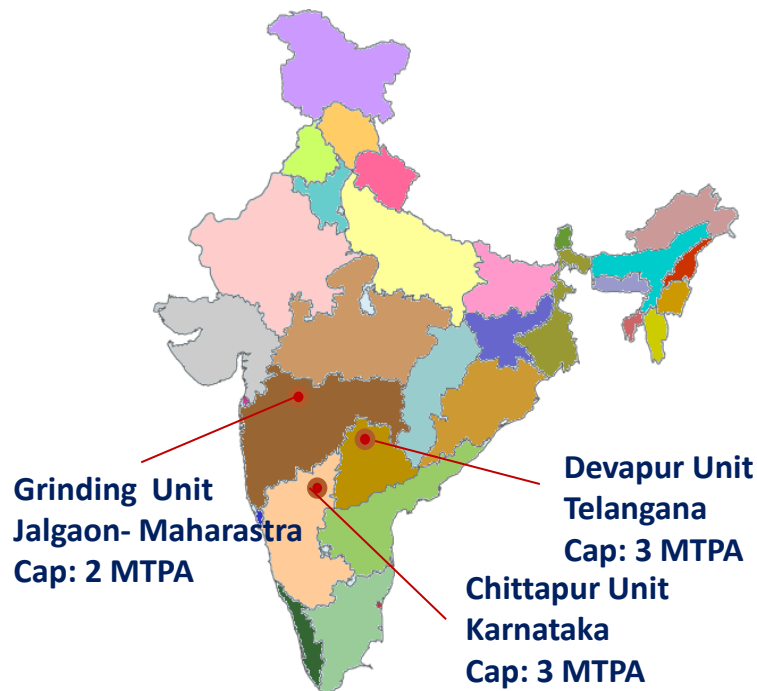 Grinding Unit
Jalgaon- Maharastra
Cap: 2 MTPA
Devapur Unit
Telangana
Cap: 3 MTPA
Chittapur Unit
Karnataka
Cap: 3 MTPA